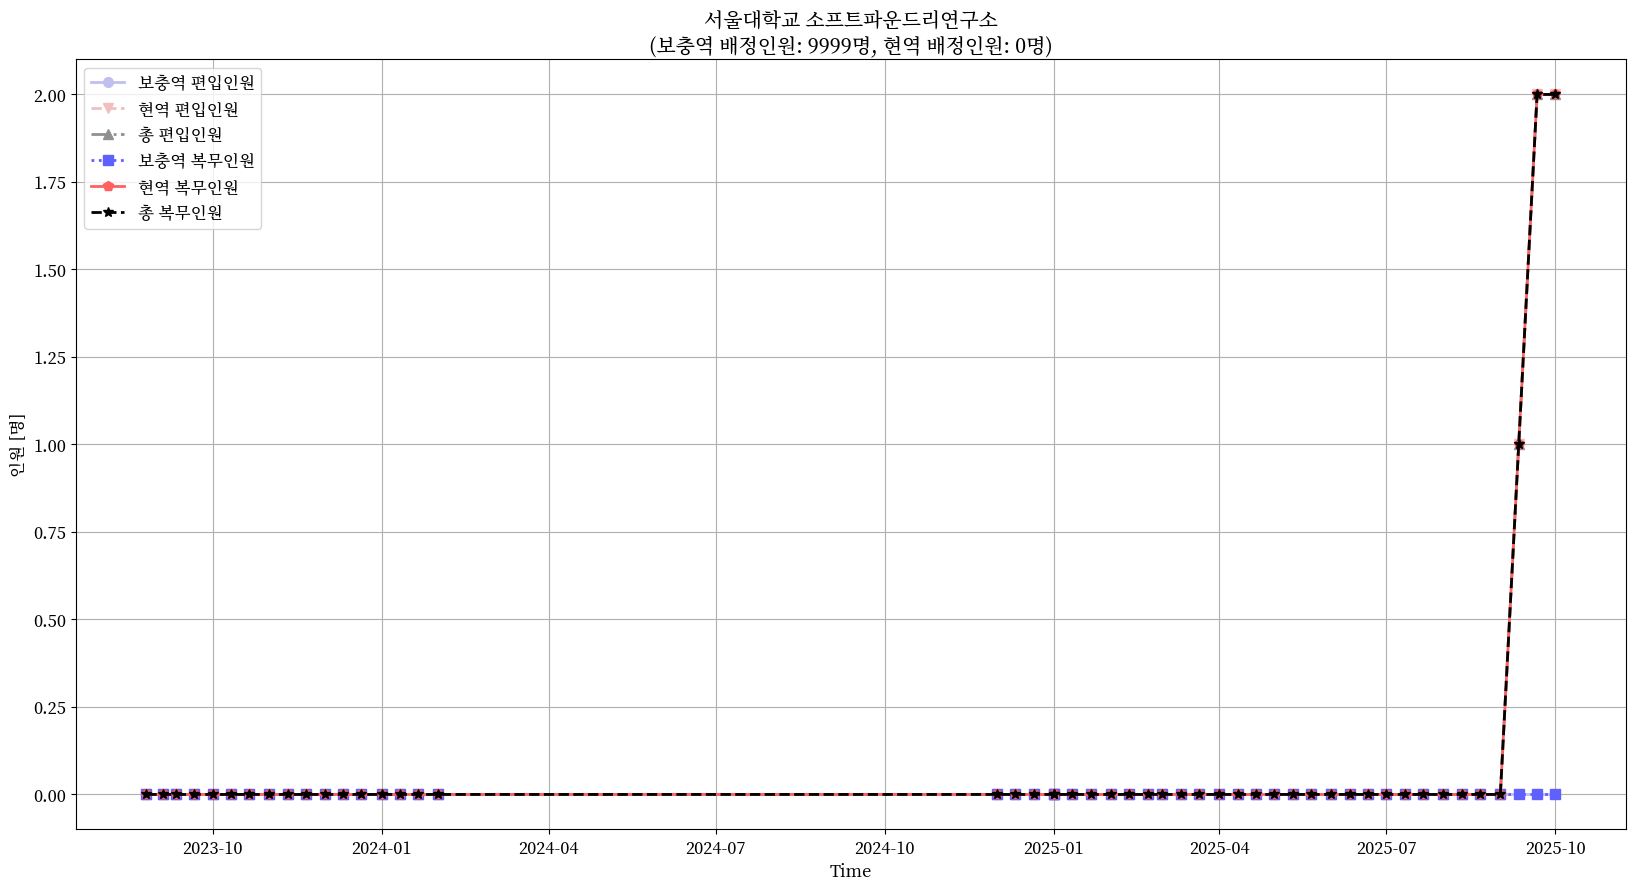 서울대학교 소프트파운드리연구소
(보충역 배정인원: 9999명, 현역 배정인원: 0명)
보충역 편입인원
현역 편입인원
총 편입인원
보충역 복무인원
현역 복무인원
총 복무인원
2.00
1.75
1.50
1.25
1.00
0.75
0.50
0.25
0.00
인원 [명]
2023-10
2024-01
2024-04
2024-07
2024-10
2025-01
2025-04
2025-07
2025-10
Time